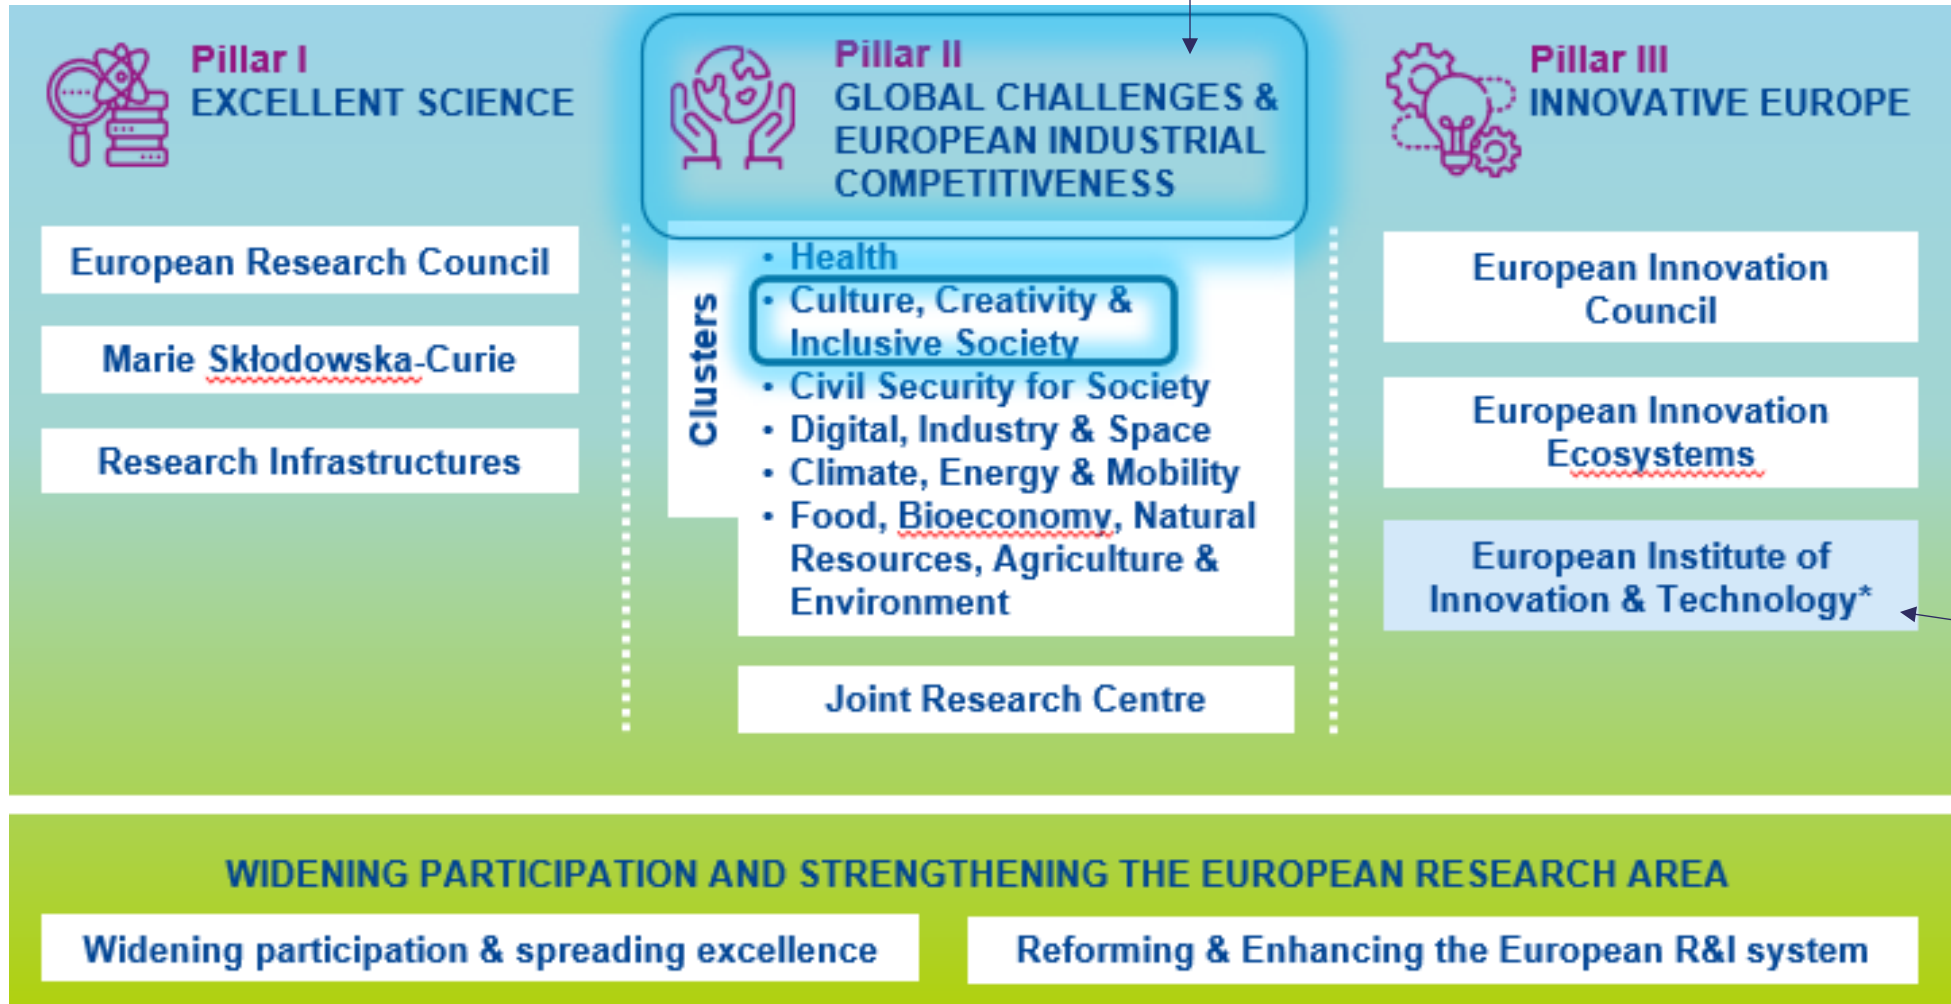 Pillar I
EXCELLENT SCIENCE
European Research Council
Marie Skłodowska-Curie
Research Infrastructures
Pillar II
GLOBAL CHALLENGES &
EUROPEAN INDUSTRIAL
COMPETITIVENESS
Clusters
• Health
• Culture, Creativity &
Inclusive Society
• Civil Security for Society
• Digital, Industry & Space
• Climate, Energy & Mobility
• Food, Bioeconomy, Natural
Resources, Agriculture &
Environment
Joint Research Centre
Pillar III
INNOVATIVE EUROPE
European Innovation
Council
European Innovation
Ecosystems
European Institute of
Innovation & Technology*
WIDENING PARTICIPATION AND STRENGTHENING THE EUROPEAN RESEARCH AREA
Widening participation & spreading excellence
Reforming & Enhancing the European R&I system